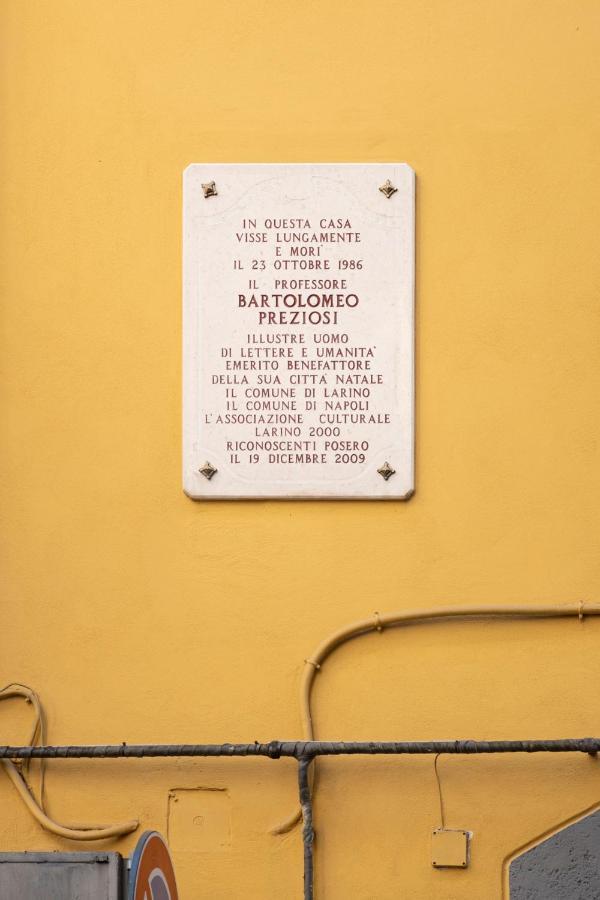 IN QUESTA CASA
VISSE LUNGAMENTE
E MORI'
IL 23 OTTOBRE 1986
IL PROFESSORE
BARTOLOMEO
PREZIOSI
ILLUSTRE UOMO
DI LETTERE E UMANITA'
EMERITO BENEFATTORE
DELLA SUA CITTA' NATALE
IL COMUNE DI LARINO
IL COMUNE DI NAPOLI
L'ASSOCIAZIONE CULTURALE
LARINO 2000
RICONOSCENTI POSERO
IL 19 DICEMBRE 2009